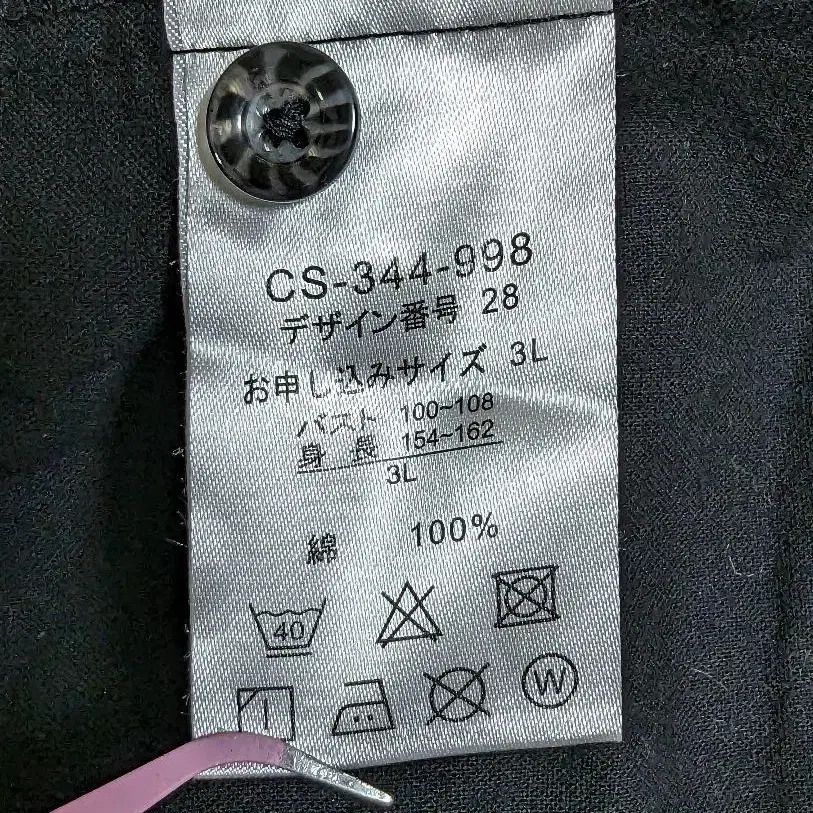 CS-344-998
デザイン番号 28
お申し込みサイズ 3L
バスト 100~108
身長 154~162
3L
綿 100%
40
W